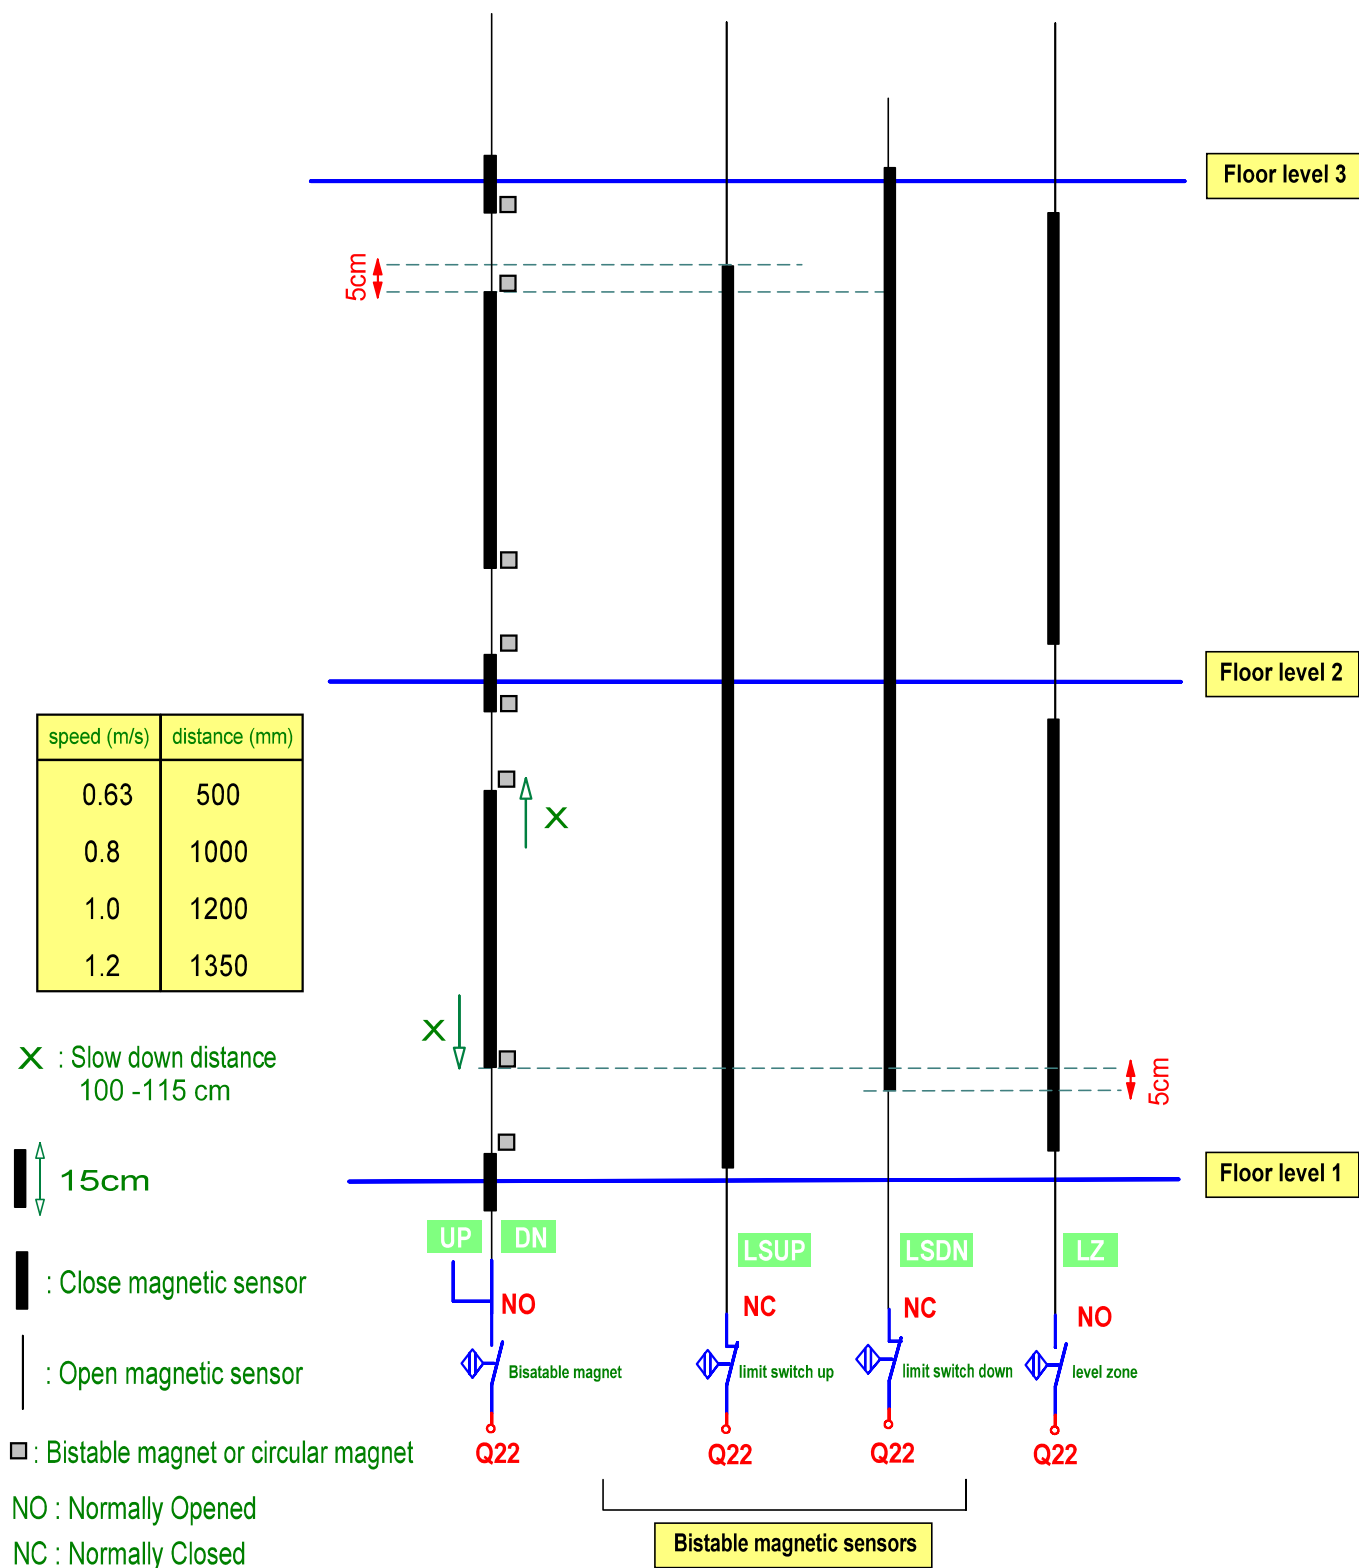 Floor level 3
5cm
Floor level 2
speed (m/s) distance (mm)
0.63 500
0.8 1000
1.0 1200
1.2 1350
X
X
X : Slow down distance
100 -115 cm
5cm
15cm
Floor level 1
UP DN LSUP LSDN LZ
: Close magnetic sensor
NO NC NC NO
: Open magnetic sensor
Bisatable magnet limit switch up limit switch down level zone
: Bistable magnet or circular magnet
Q22 Q22 Q22 Q22
NO : Normally Opened
NC : Normally Closed
Bistable magnetic sensors